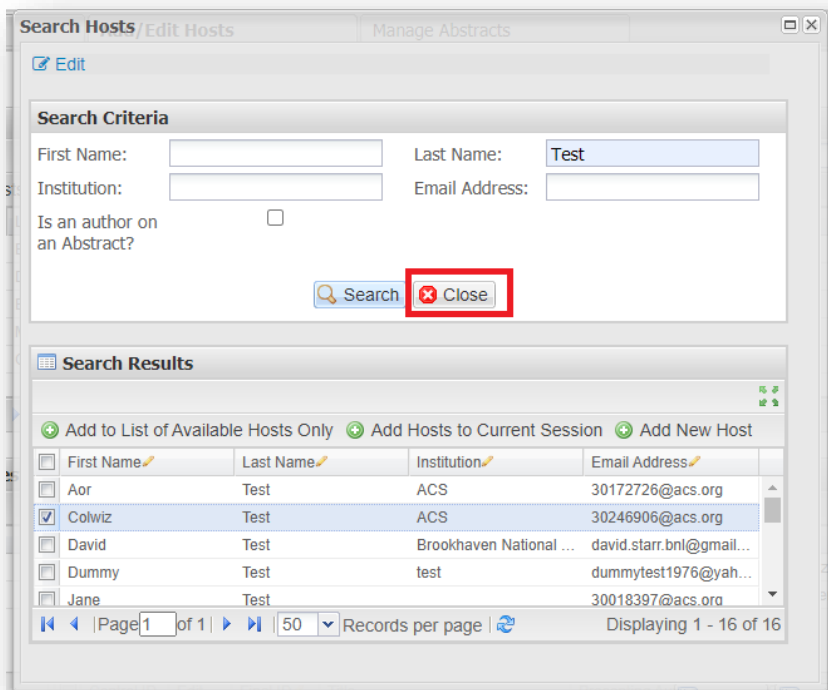 Search Hosts
Add/Edit Hosts
Manage Abstracts
Edit
Search Criteria
First Name:
Last Name: Test
Institution:
Email Address:
Is an author on
an Abstract?
Search Close
Search Results
Add to List of Available Hosts Only Add Hosts to Current Session Add New Host
First Name Last Name Institution Email Address
Aor Test ACS 30172726@acs.org
Colwiz Test ACS 30246906@acs.org
David Test Brookhaven National ... david.starr.bnl@gmail...
Dummy Test test dummytest1976@yah...
Jane Test 30018397@acs.org
Page 1 of 1 50 Records per page Displaying 1 - 16 of 16